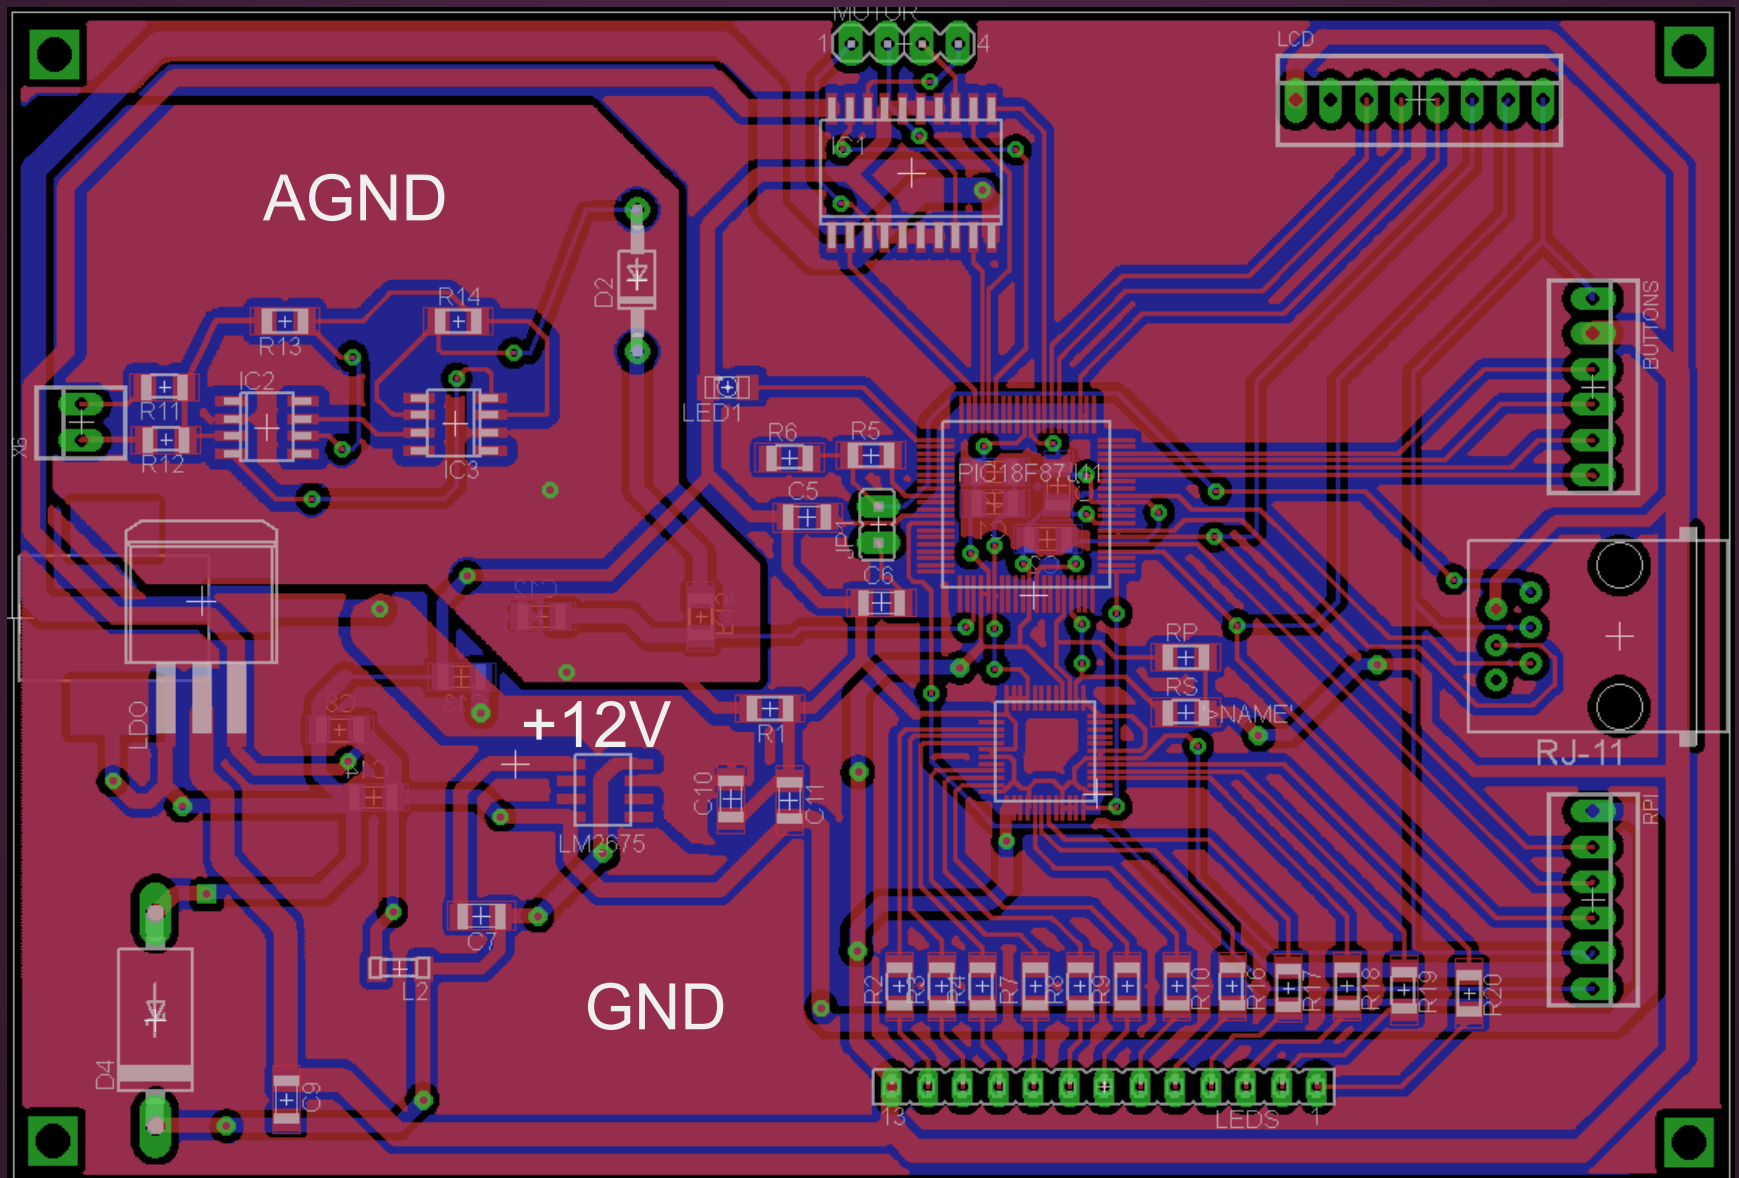 MOTOR
1 4
LCD
IC1
AGND
D2
BUTTONS
R14
R13
IC2
R11
R12
IC3
LED1
R6
R5
C5
JP1
C6
PIC18F87J11
RP
RS
>NAME'
RJ-11
LDO
C8
+12V
R1
LM2675
C10
C11
RPI
C7
L2
GND
D4
C9
R2
R3
R4
R7
R8
R9
R10
R16
R17
R18
R19
R20
13
LEDS
1